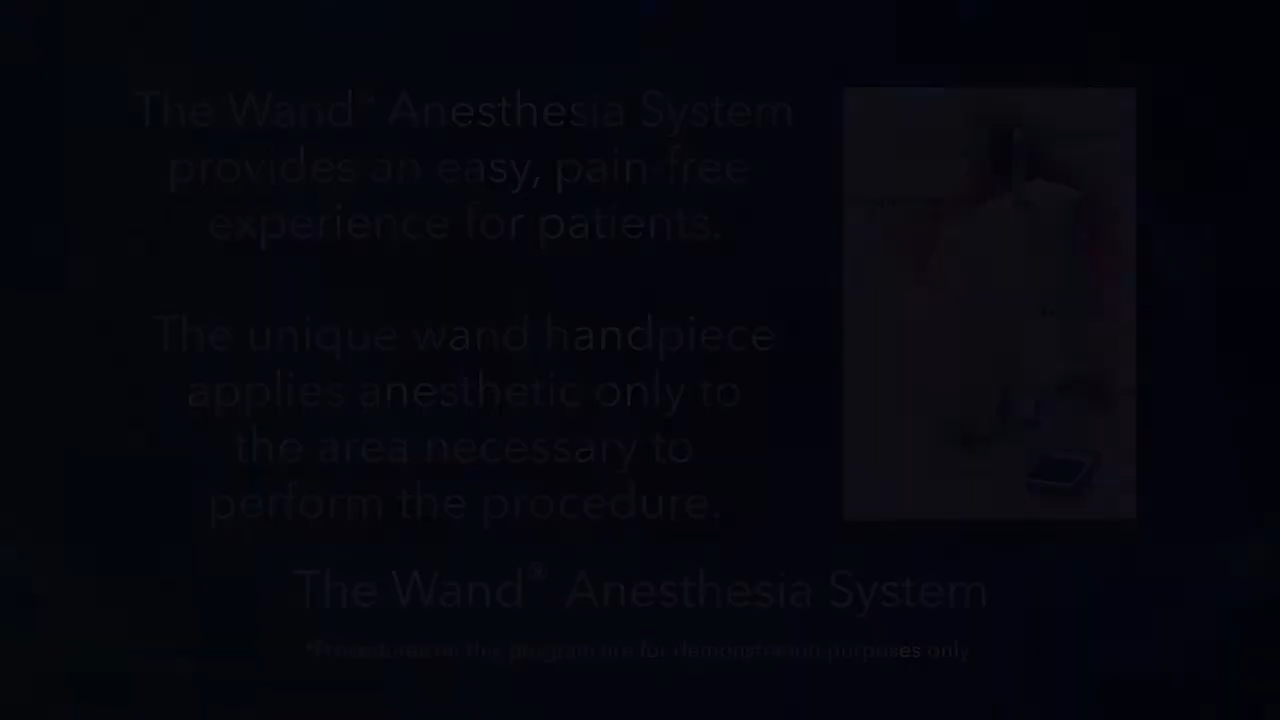 The Wand® Anesthesia System
provides an easy, pain-free
experience for patients.
The unique wand handpiece
applies anesthetic only to
the area necessary to
perform the procedure.
The Wand® Anesthesia System
*Procedures on this program are for demonstration purposes only